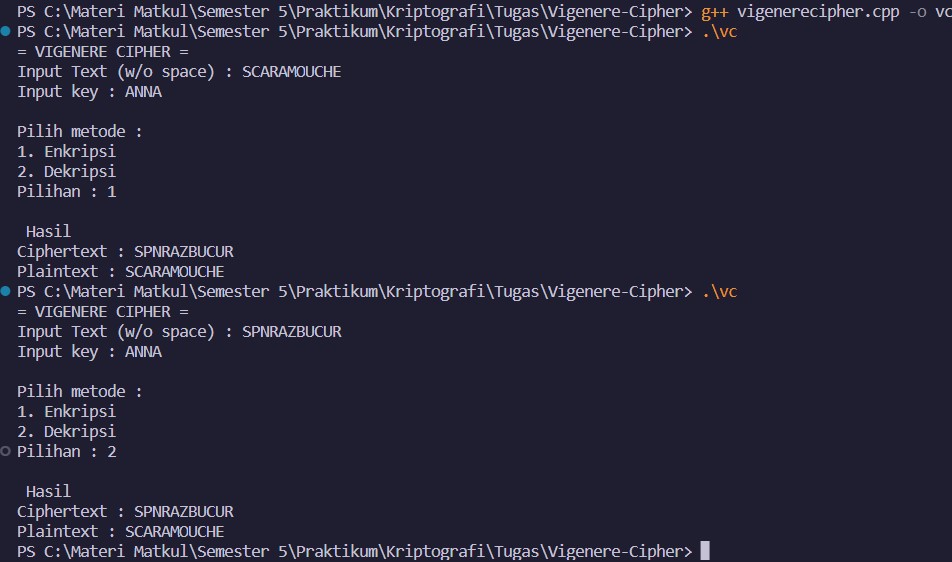 PS C:\Materi Matkul\Semester 5\Praktikum\Kriptografi\Tugas\Vigenere-Cipher> g++ vigenerecipher.cpp -o vc
PS C:\Materi Matkul\Semester 5\Praktikum\Kriptografi\Tugas\Vigenere-Cipher> .\vc
= VIGENERE CIPHER =
Input Text (w/o space) : SCARAMOUCHE
Input key : ANNA
Pilih metode :
1. Enkripsi
2. Dekripsi
Pilihan : 1
Hasil
Ciphertext : SPNRAZBUCUR
Plaintext : SCARAMOUCHE
PS C:\Materi Matkul\Semester 5\Praktikum\Kriptografi\Tugas\Vigenere-Cipher> .\vc
= VIGENERE CIPHER =
Input Text (w/o space) : SPNRAZBUCUR
Input key : ANNA
Pilih metode :
1. Enkripsi
2. Dekripsi
Pilihan : 2
Hasil
Ciphertext : SPNRAZBUCUR
Plaintext : SCARAMOUCHE
PS C:\Materi Matkul\Semester 5\Praktikum\Kriptografi\Tugas\Vigenere-Cipher>